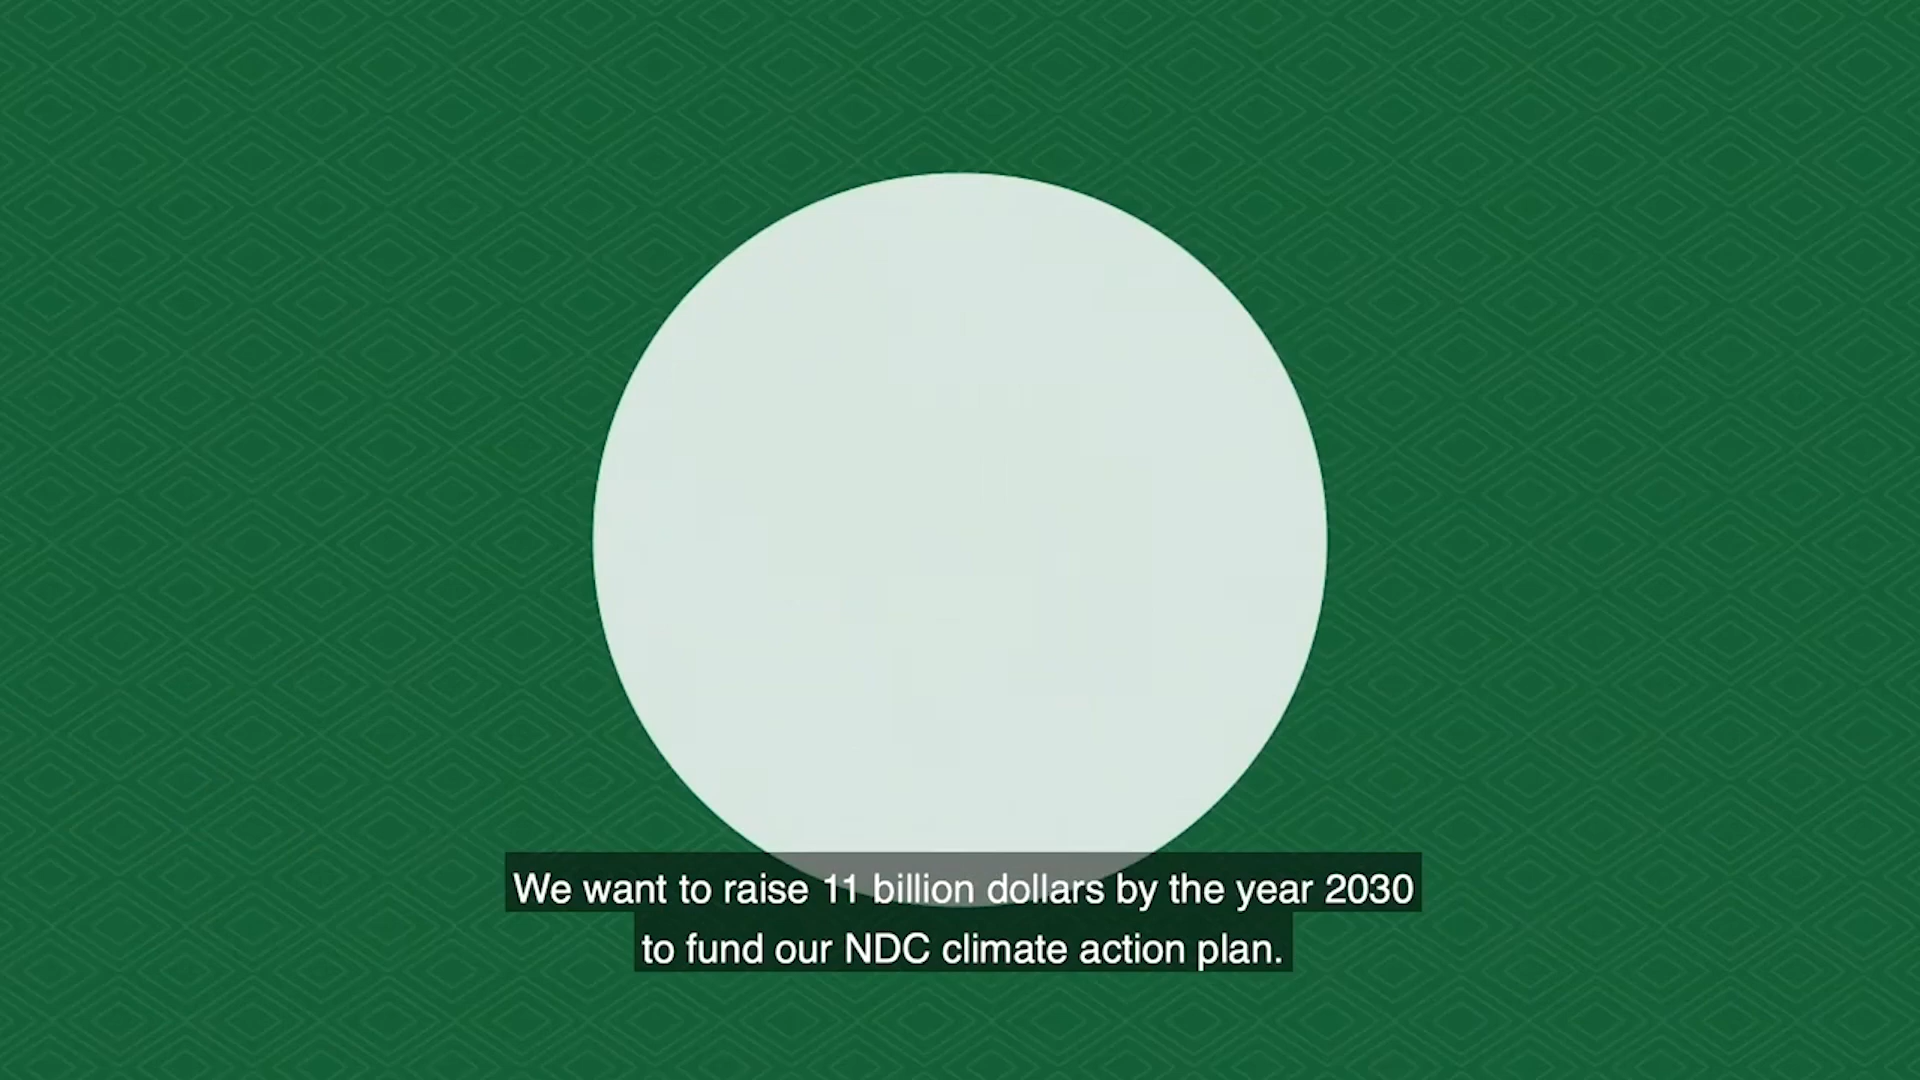 We want to raise 11 billion dollars by the year 2030
to fund our NDC climate action plan.